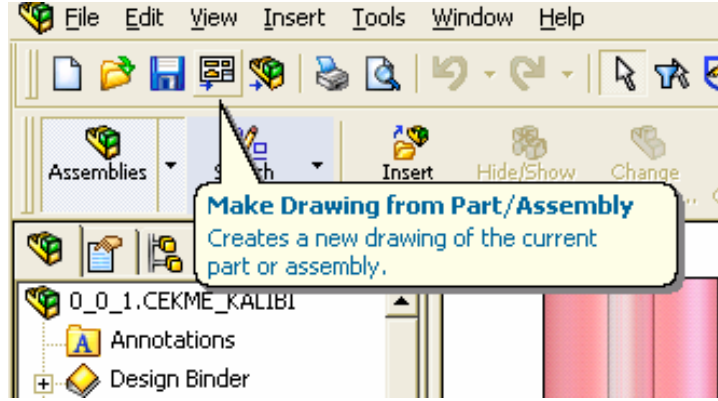 File Edit View Insert Tools Window Help
Assemblies Insert Hide/Show Change
Make Drawing from Part/Assembly
Creates a new drawing of the current
part or assembly.
0_0_1.CEKME_KALIBI
Annotations
Design Binder